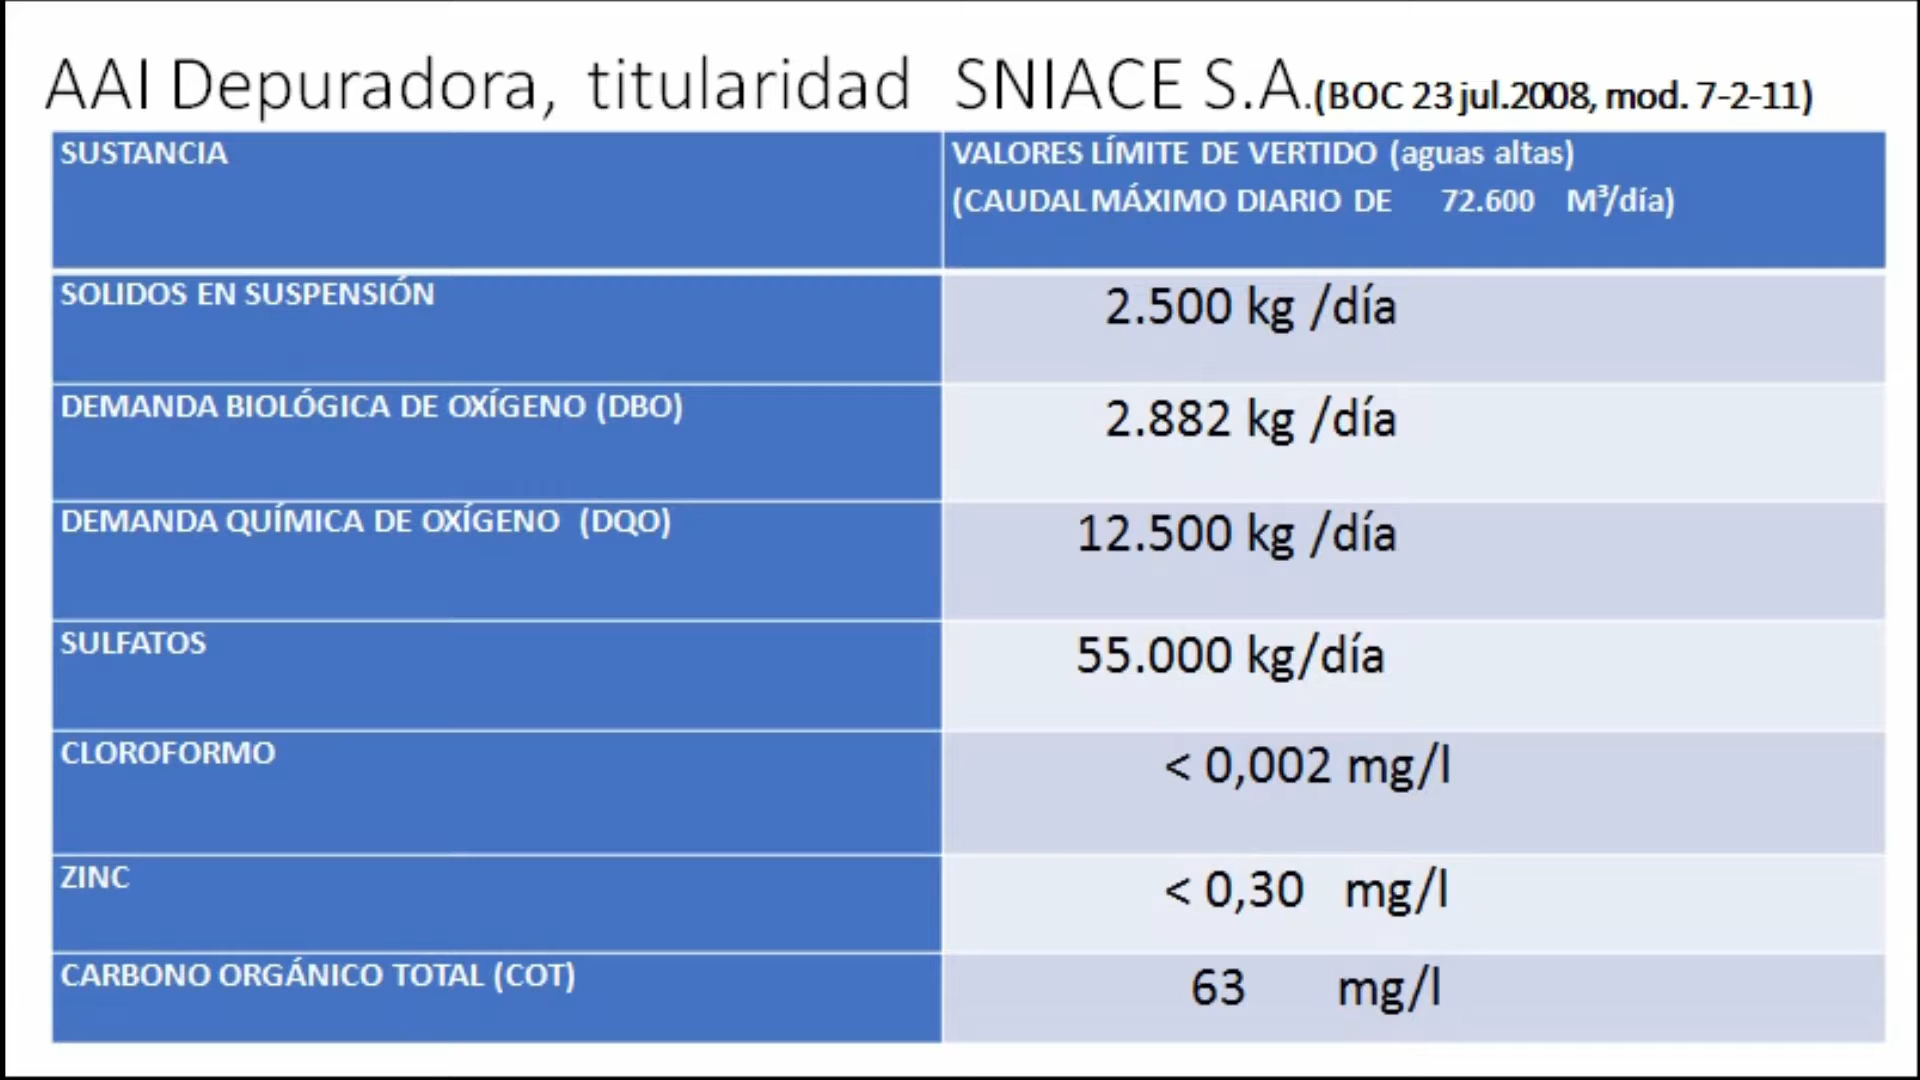 AAI Depuradora, titularidad SNIACE S.A.(BOC 23 jul.2008, mod. 7-2-11)
SUSTANCIA
VALORES LÍMITE DE VERTIDO (aguas altas)
(CAUDAL MÁXIMO DIARIO DE 72.600 M³/día)
SOLIDOS EN SUSPENSIÓN
2.500 kg /día
DEMANDA BIOLÓGICA DE OXÍGENO (DBO)
2.882 kg /día
DEMANDA QUÍMICA DE OXÍGENO (DQO)
12.500 kg /día
SULFATOS
55.000 kg/día
CLOROFORMO
< 0,002 mg/l
ZINC
< 0,30 mg/l
CARBONO ORGÁNICO TOTAL (COT)
63 mg/l